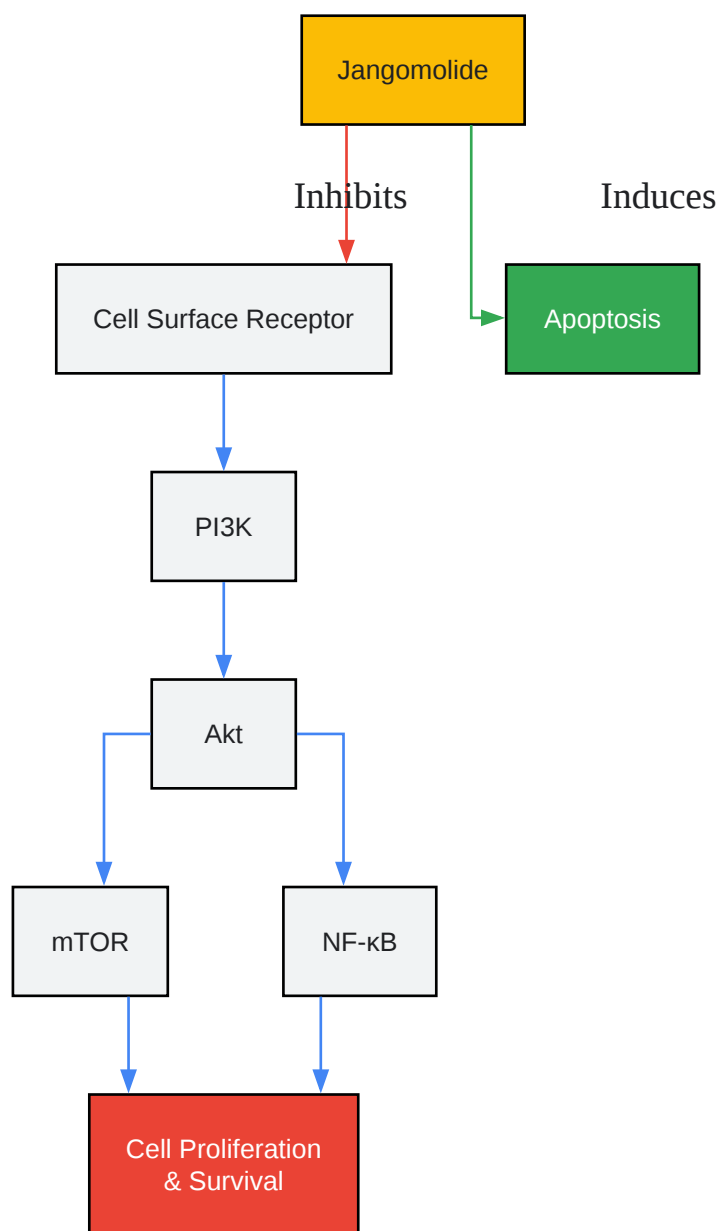 Jangomolide
Inhibits
Induces
Cell Surface Receptor
Apoptosis
PI3K
Akt
mTOR
NF-κB
Cell Proliferation
& Survival